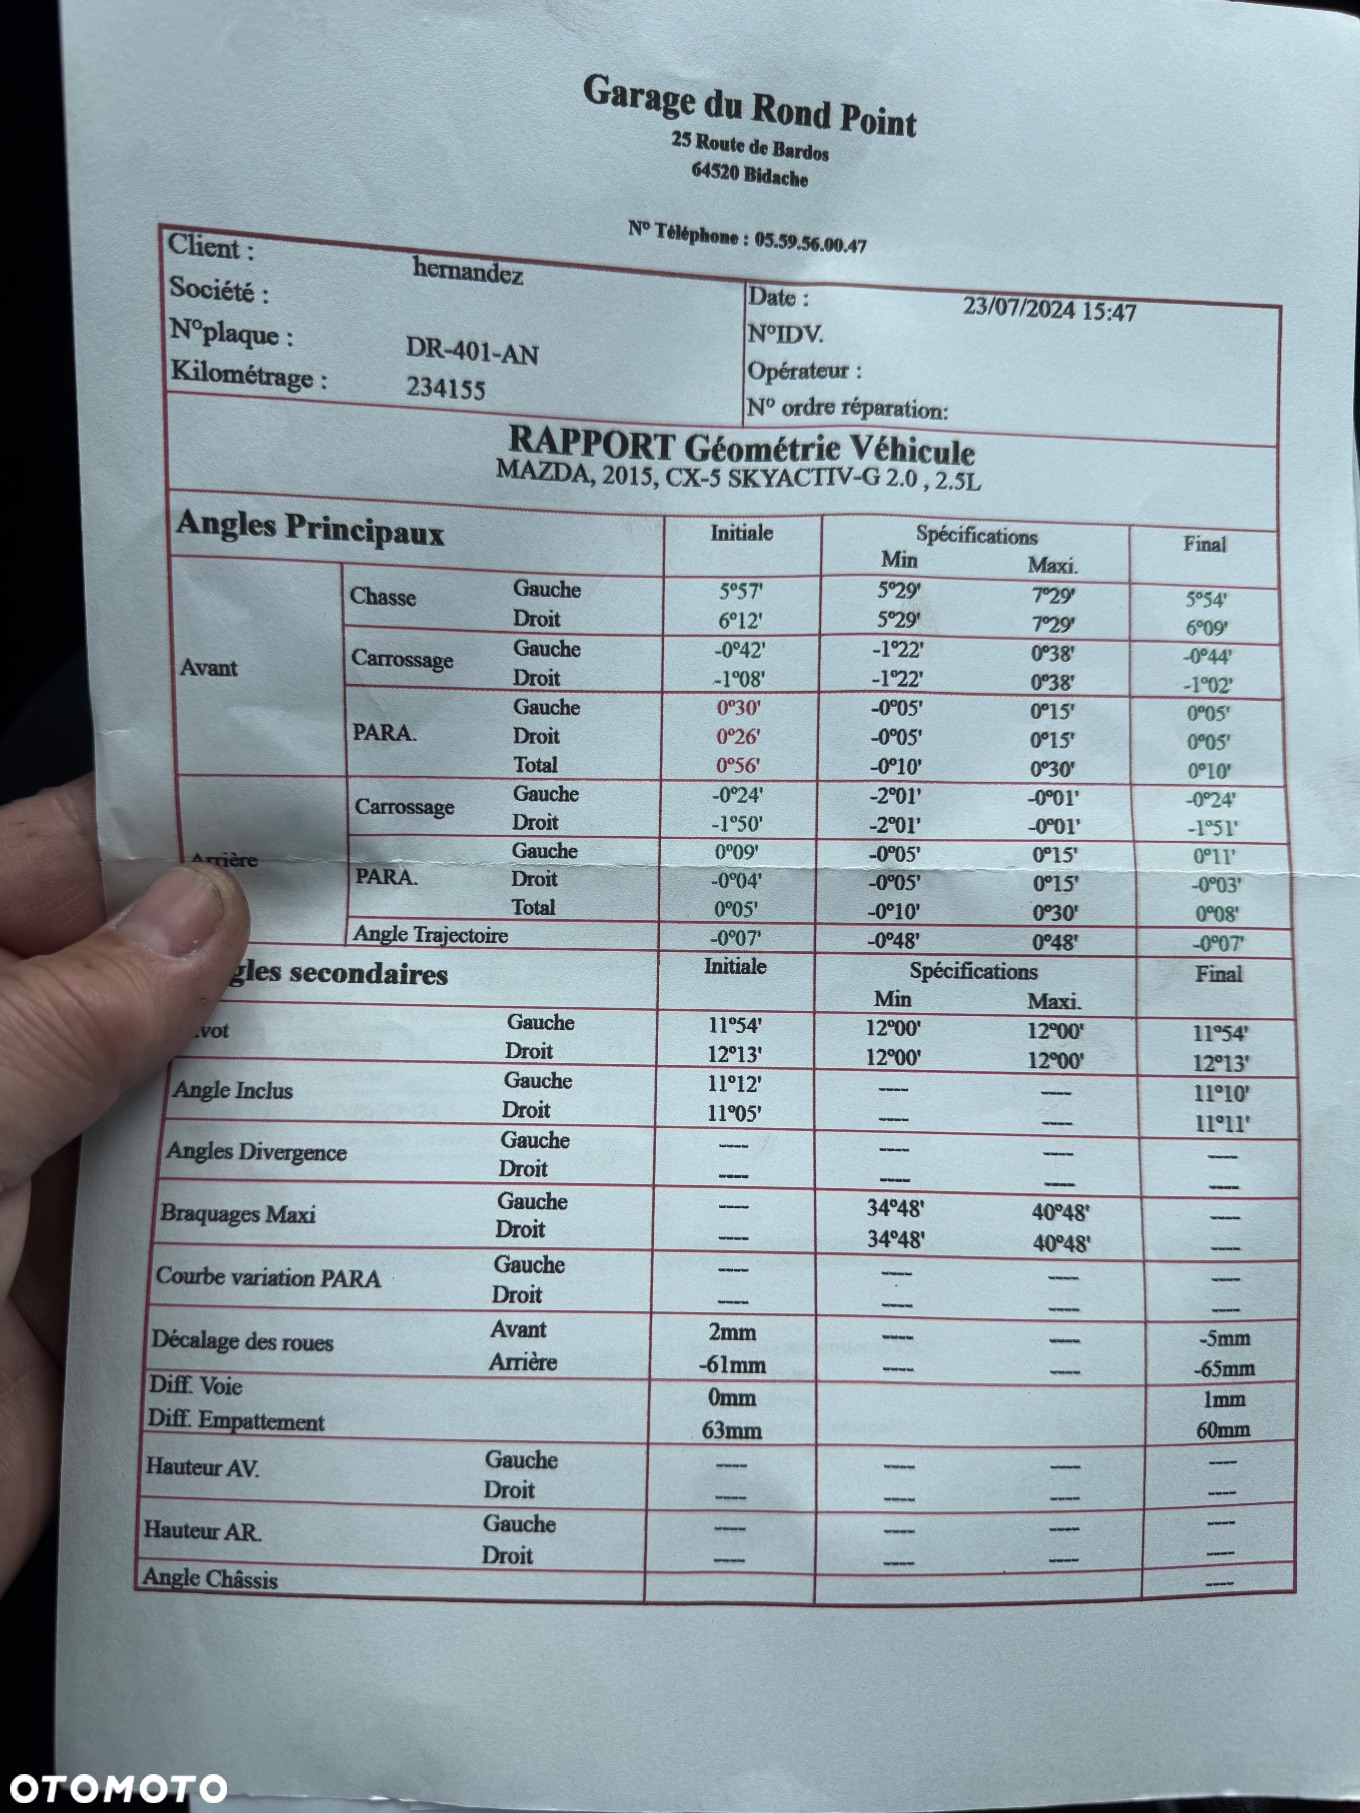 Garage du Rond Point
25 Route de Bardos
64520 Bidache
N° Téléphone : 05.59.56.00.47
Client : hernandez
Société :
N°plaque : DR-401-AN
Kilométrage : 234155
Date : 23/07/2024 15:47
N°IDV.
Opérateur :
N° ordre réparation:
RAPPORT Géométrie Véhicule
MAZDA, 2015, CX-5 SKYACTIV-G 2.0 , 2.5L
Angles Principaux Initiale Spécifications Final
Min Maxi.
Avant
Chasse Gauche 5°57' 5°29' 7°29' 5°54'
Droit 6°12' 5°29' 7°29' 6°09'
Carrossage Gauche -0°42' -1°22' 0°38' -0°44'
Droit -1°08' -1°22' 0°38' -1°02'
PARA. Gauche 0°30' -0°05' 0°15' 0°05'
Droit 0°26' -0°05' 0°15' 0°05'
Total 0°56' -0°10' 0°30' 0°10'
Arrière
Carrossage Gauche -0°24' -2°01' -0°01' -0°24'
Droit -1°50' -2°01' -0°01' -1°51'
PARA. Gauche 0°09' -0°05' 0°15' 0°11'
Droit -0°04' -0°05' 0°15' -0°03'
Total 0°05' -0°10' 0°30' 0°08'
Angle Trajectoire -0°07' -0°48' 0°48' -0°07'
gles secondaires Initiale Spécifications Final
Min Maxi.
vot Gauche 11°54' 12°00' 12°00' 11°54'
Droit 12°13' 12°00' 12°00' 12°13'
Angle Inclus Gauche 11°12' ---- ---- 11°10'
Droit 11°05' ---- ---- 11°11'
Angles Divergence Gauche ---- ---- ---- ----
Droit ---- ---- ---- ----
Braquages Maxi Gauche ---- 34°48' 40°48' ----
Droit ---- 34°48' 40°48' ----
Courbe variation PARA Gauche ---- ---- ---- ----
Droit ---- ---- ---- ----
Décalage des roues Avant 2mm ---- ---- -5mm
Arrière -61mm ---- ---- -65mm
Diff. Voie 0mm 1mm
Diff. Empattement 63mm 60mm
Hauteur AV. Gauche ---- ---- ---- ----
Droit ---- ---- ---- ----
Hauteur AR. Gauche ---- ---- ---- ----
Droit ---- ---- ---- ----
Angle Châssis ----
OTOMOTO